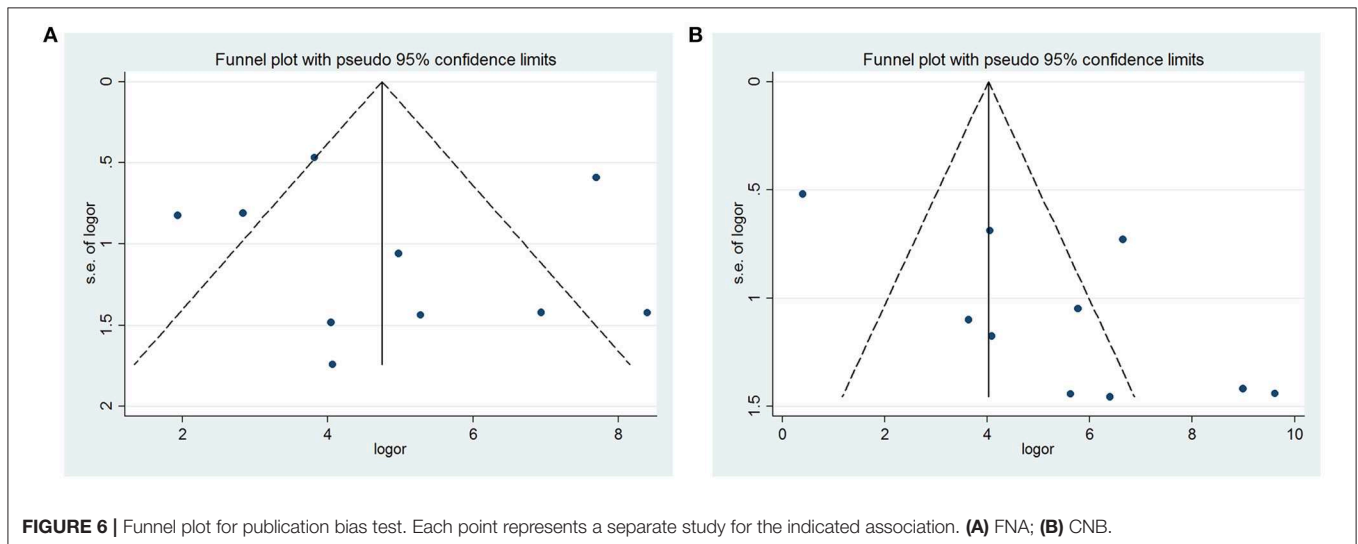 A
Funnel plot with pseudo 95% confidence limits
0
.5
1
1.5
2
s.e. of logor
2 4 6 8
logor
B
Funnel plot with pseudo 95% confidence limits
0
.5
1
1.5
s.e. of logor
0 2 4 6 8 10
logor
FIGURE 6 | Funnel plot for publication bias test. Each point represents a separate study for the indicated association. (A) FNA; (B) CNB.